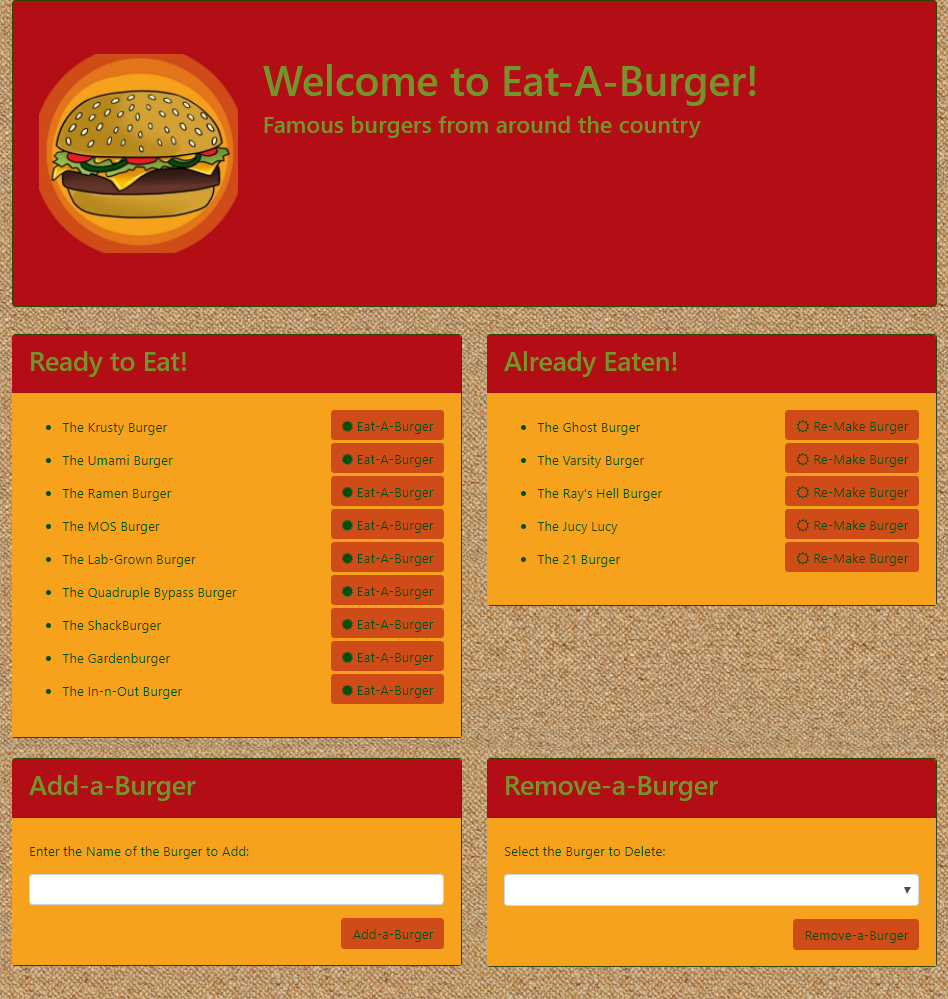 Welcome to Eat-A-Burger!
Famous burgers from around the country
Ready to Eat!
The Krusty Burger Eat-A-Burger
The Umami Burger Eat-A-Burger
The Ramen Burger Eat-A-Burger
The MOS Burger Eat-A-Burger
The Lab-Grown Burger Eat-A-Burger
The Quadruple Bypass Burger Eat-A-Burger
The ShackBurger Eat-A-Burger
The Gardenburger Eat-A-Burger
The In-n-Out Burger Eat-A-Burger
Already Eaten!
The Ghost Burger Re-Make Burger
The Varsity Burger Re-Make Burger
The Ray's Hell Burger Re-Make Burger
The Jucy Lucy Re-Make Burger
The 21 Burger Re-Make Burger
Add-a-Burger
Enter the Name of the Burger to Add:
Add-a-Burger
Remove-a-Burger
Select the Burger to Delete:
Remove-a-Burger